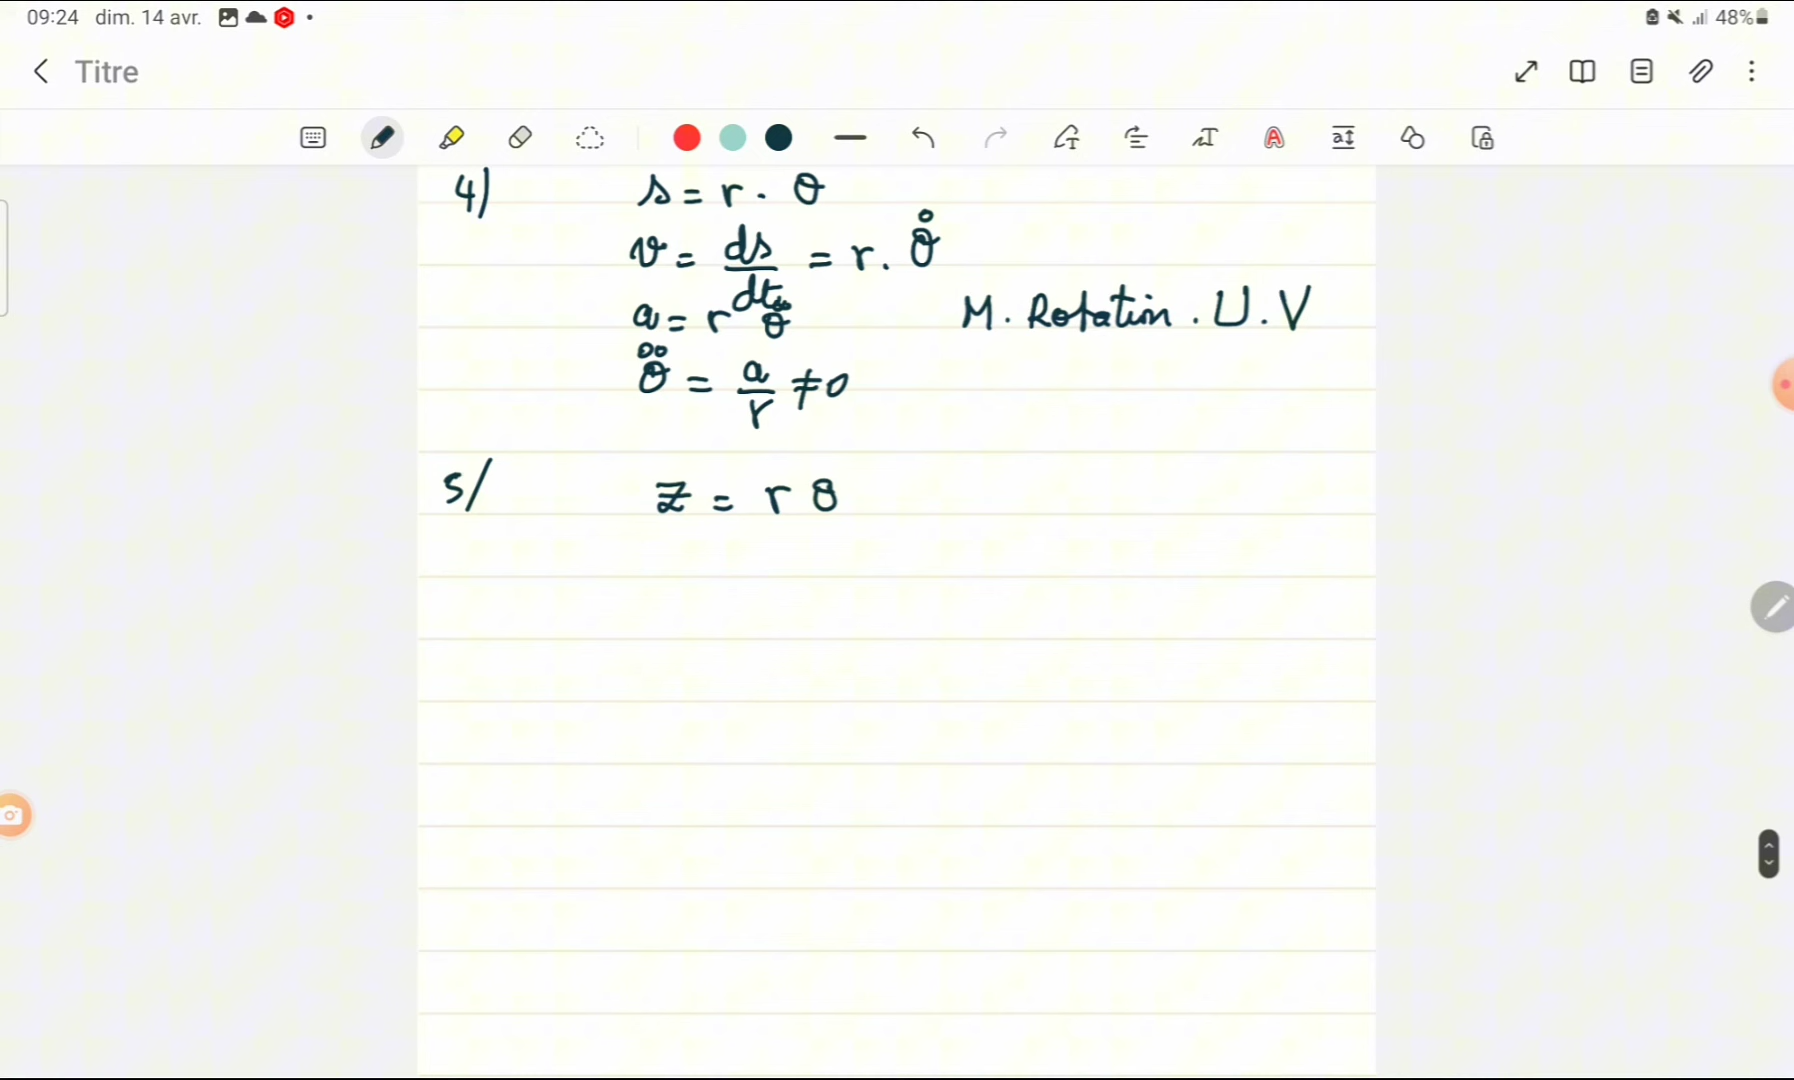 09:24 dim. 14 avr. 48%
Titre
4) s = r . θ
v = ds/dt = r . θ̇
a = r θ̈ M. Rotation . U . V
θ̈ = a/r ≠ 0
5/ z = r θ